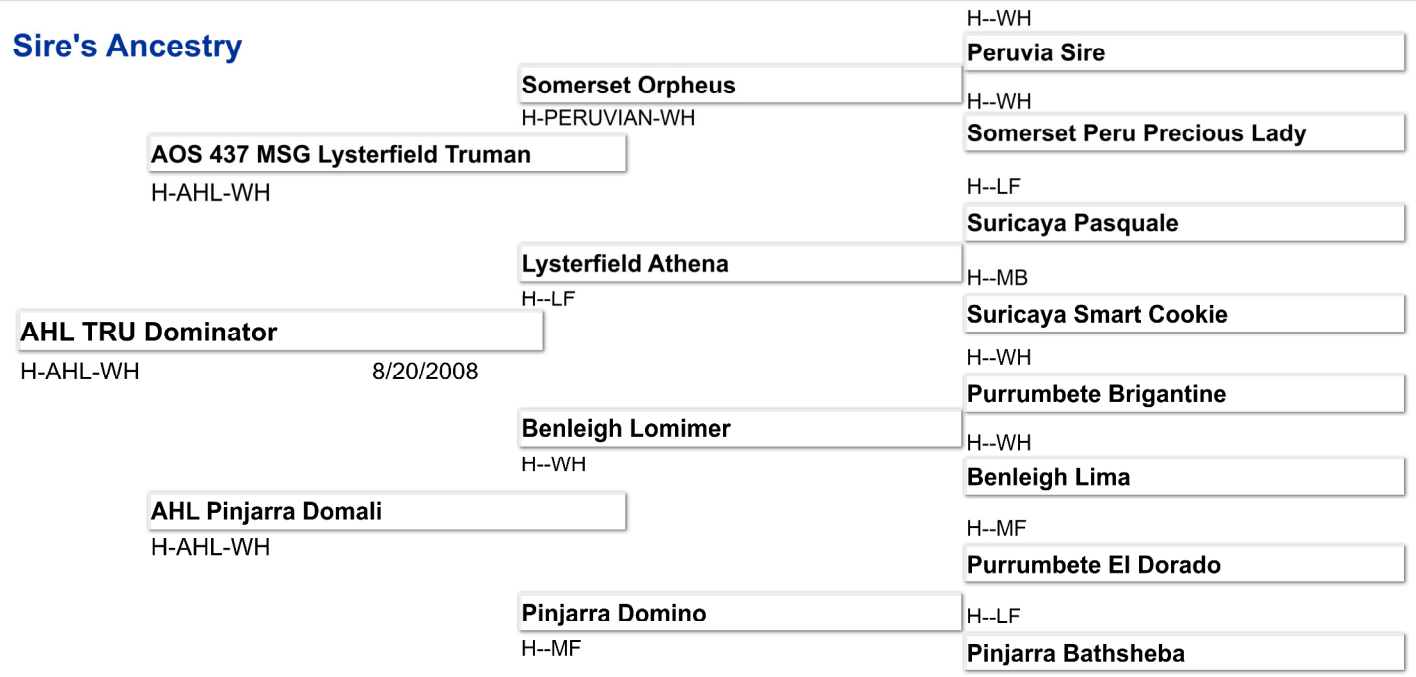 Sire's Ancestry
H--WH
Peruvia Sire
Somerset Orpheus
H-PERUVIAN-WH
H--WH
Somerset Peru Precious Lady
AOS 437 MSG Lysterfield Truman
H-AHL-WH
H--LF
Suricaya Pasquale
Lysterfield Athena
H--LF
H--MB
Suricaya Smart Cookie
AHL TRU Dominator
H-AHL-WH 8/20/2008
H--WH
Purrumbete Brigantine
Benleigh Lomimer
H--WH
H--WH
Benleigh Lima
AHL Pinjarra Domali
H-AHL-WH
H--MF
Purrumbete El Dorado
Pinjarra Domino
H--MF
H--LF
Pinjarra Bathsheba